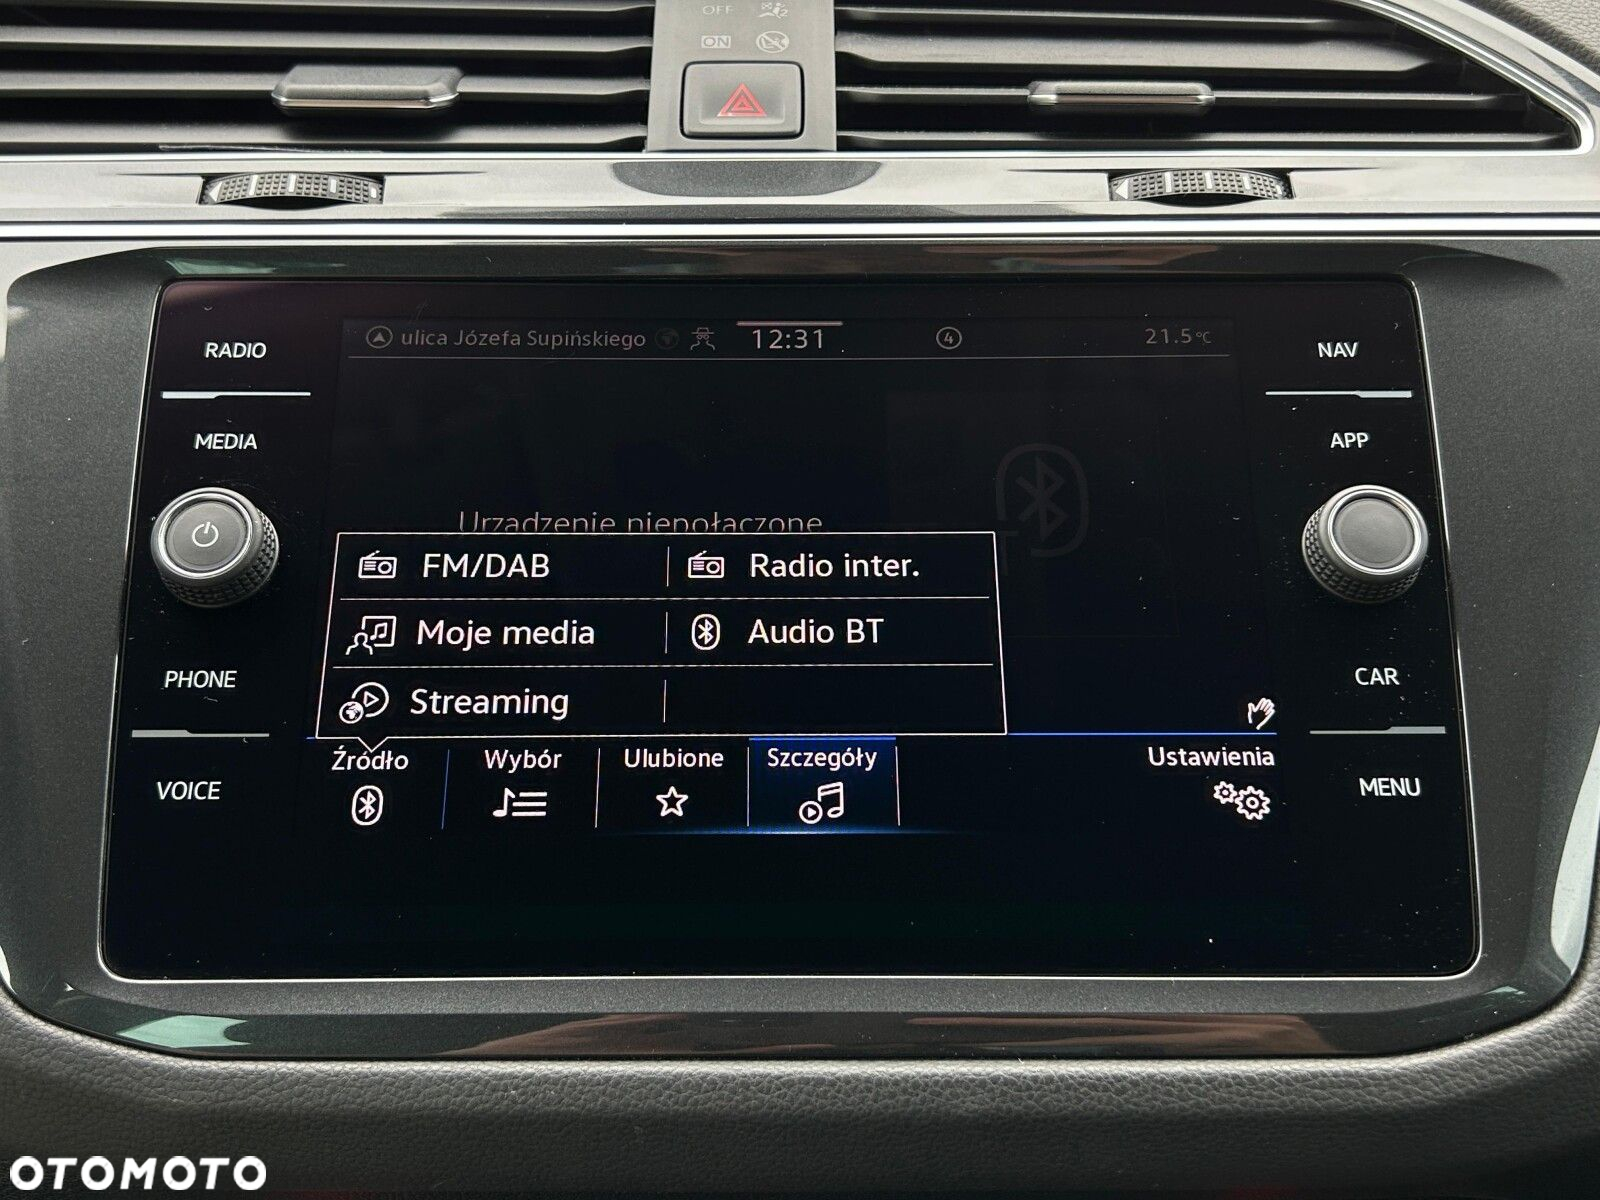 OFF
ON
RADIO
ulica Józefa Supińskiego
12:31
4
21.5°C
NAV
MEDIA
APP
Urządzenie niepołączone.
FM/DAB
Radio inter.
Moje media
Audio BT
PHONE
CAR
Streaming
Źródło
Wybór
Ulubione
Szczegóły
Ustawienia
VOICE
MENU
OTOMOTO